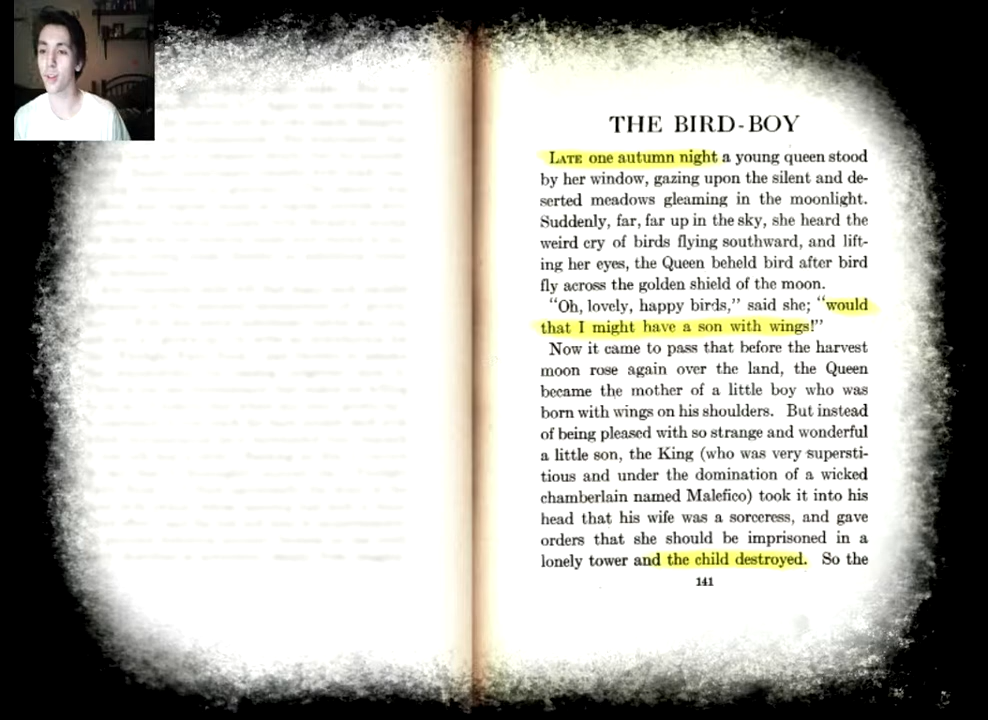 THE BIRD-BOY
LATE one autumn night a young queen stood
by her window, gazing upon the silent and de-
serted meadows gleaming in the moonlight.
Suddenly, far, far up in the sky, she heard the
weird cry of birds flying southward, and lift-
ing her eyes, the Queen beheld bird after bird
fly across the golden shield of the moon.
"Oh, lovely, happy birds," said she; "would
that I might have a son with wings!"
Now it came to pass that before the harvest
moon rose again over the land, the Queen
became the mother of a little boy who was
born with wings on his shoulders. But instead
of being pleased with so strange and wonderful
a little son, the King (who was very supersti-
tious and under the domination of a wicked
chamberlain named Malefico) took it into his
head that his wife was a sorceress, and gave
orders that she should be imprisoned in a
lonely tower and the child destroyed. So the
141